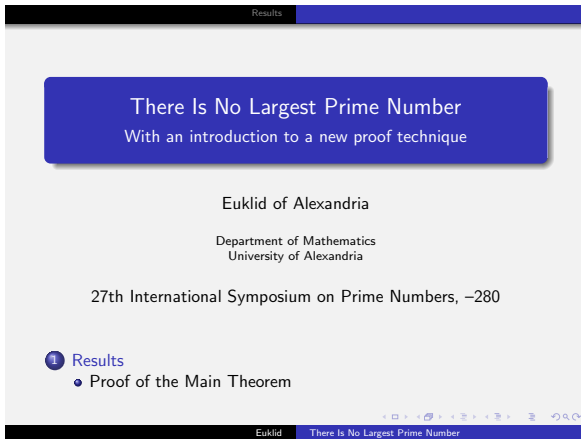 Results
There Is No Largest Prime Number
With an introduction to a new proof technique
Euklid of Alexandria
Department of Mathematics
University of Alexandria
27th International Symposium on Prime Numbers, –280
1 Results
Proof of the Main Theorem
Euklid There Is No Largest Prime Number